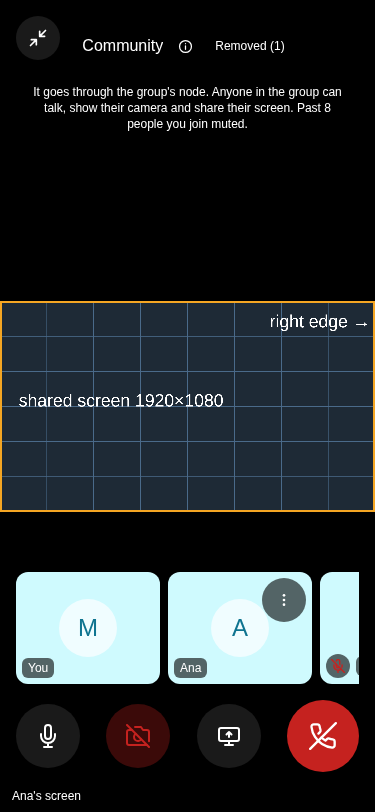 Community
Removed (1)
It goes through the group's node. Anyone in the group can
talk, show their camera and share their screen. Past 8
people you join muted.
right edge →
shared screen 1920×1080
M
A
You
Ana
Ana's screen